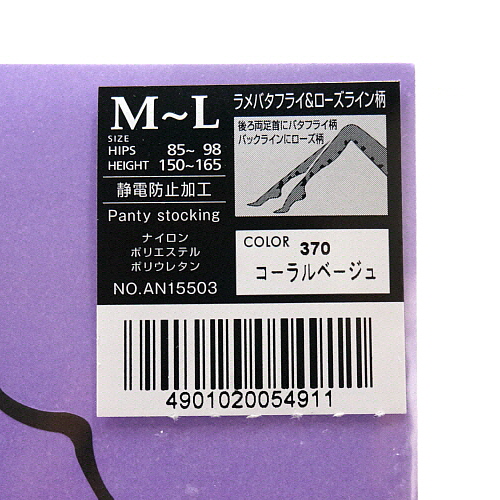 M~L
SIZE
HIPS 85~ 98
HEIGHT 150~165
静電防止加工
Panty stocking
ナイロン
ポリエステル
ポリウレタン
NO.AN15503
ラメバタフライ&ローズライン柄
後ろ両足首にバタフライ柄
バックラインにローズ柄
COLOR 370
コーラルベージュ
4901020054911